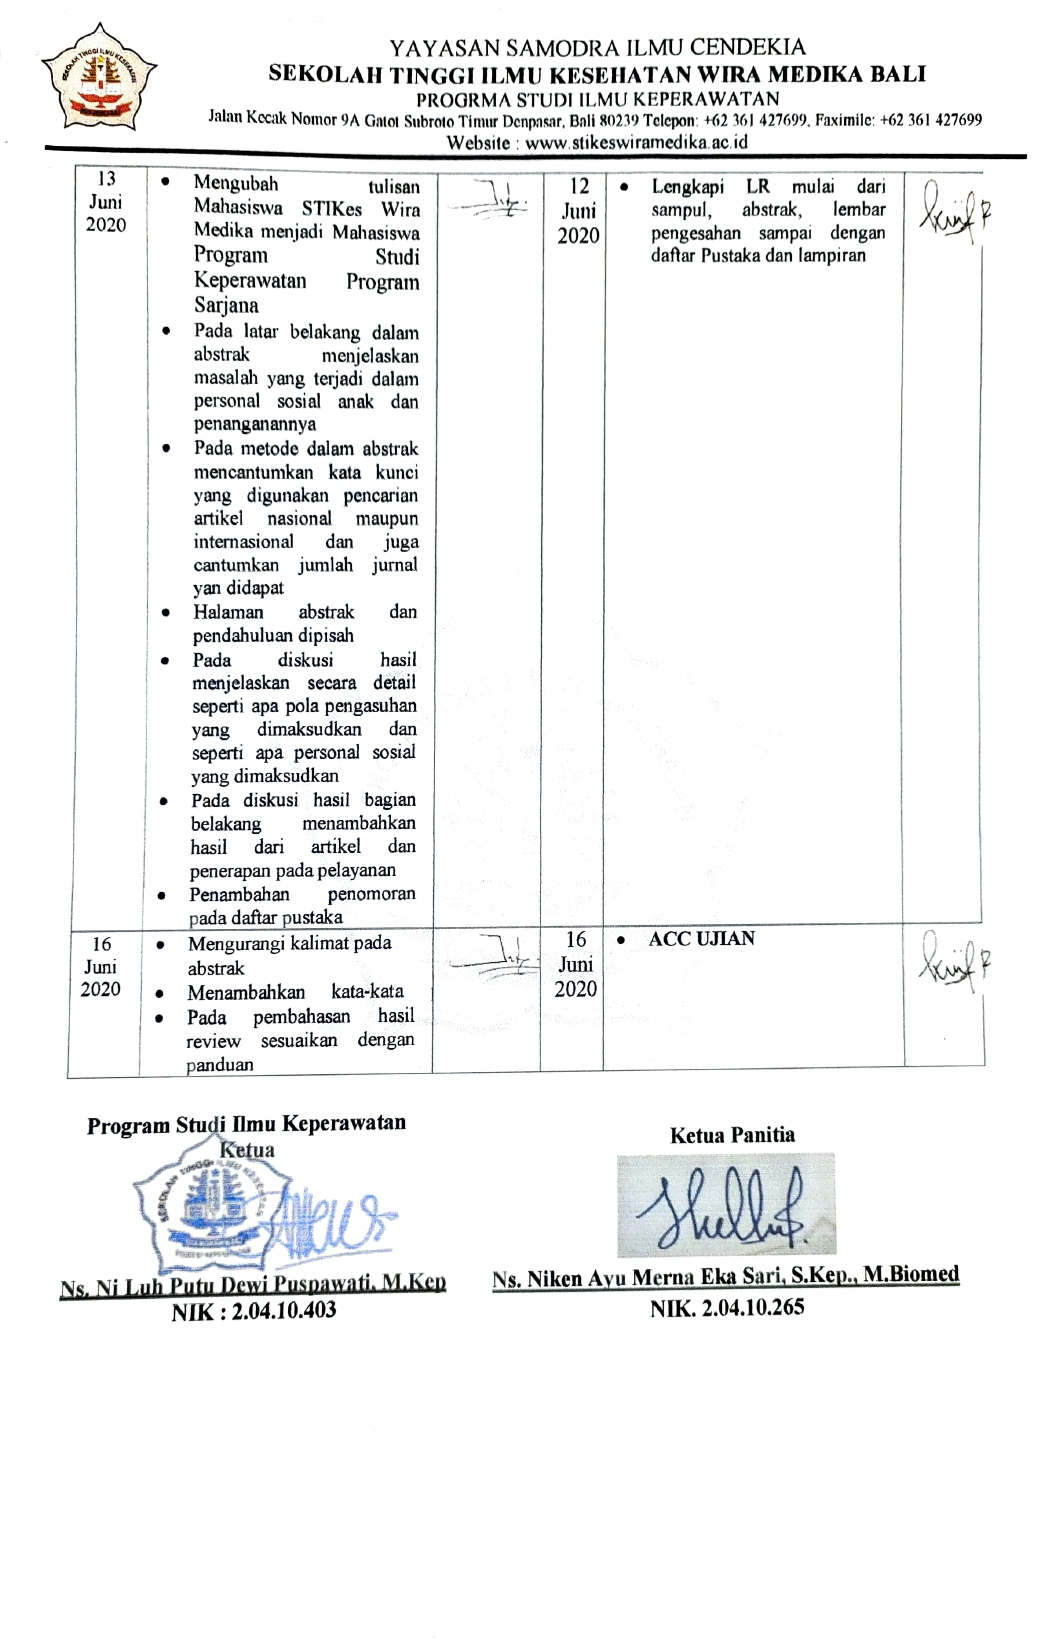 YAYASAN SAMODRA ILMU CENDEKIA
SEKOLAH TINGGI ILMU KESEHATAN WIRA MEDIKA BALI
PROGRMA STUDI ILMU KEPERAWATAN
Jalan Kecak Nomor 9A Gatot Subroto Timur Denpasar, Bali 80239 Telepon: +62 361 427699, Faximile: +62 361 427699
Website : www.stikeswiramedika.ac.id
13
Juni
2020
• Mengubah tulisan
Mahasiswa STIKes Wira
Medika menjadi Mahasiswa
Program Studi
Keperawatan Program
Sarjana
• Pada latar belakang dalam
abstrak menjelaskan
masalah yang terjadi dalam
personal sosial anak dan
penanganannya
• Pada metode dalam abstrak
mencantumkan kata kunci
yang digunakan pencarian
artikel nasional maupun
internasional dan juga
cantumkan jumlah jurnal
yan didapat
• Halaman abstrak dan
pendahuluan dipisah
• Pada diskusi hasil
menjelaskan secara detail
seperti apa pola pengasuhan
yang dimaksudkan dan
seperti apa personal sosial
yang dimaksudkan
• Pada diskusi hasil bagian
belakang menambahkan
hasil dari artikel dan
penerapan pada pelayanan
• Penambahan penomoran
pada daftar pustaka
12
Juni
2020
• Lengkapi LR mulai dari
sampul, abstrak, lembar
pengesahan sampai dengan
daftar Pustaka dan lampiran
16
Juni
2020
• Mengurangi kalimat pada
abstrak
• Menambahkan kata-kata
• Pada pembahasan hasil
review sesuaikan dengan
panduan
16
Juni
2020
• ACC UJIAN
Program Studi Ilmu Keperawatan
Ketua
Ns. Ni Luh Putu Dewi Puspawati, M.Kep
NIK : 2.04.10.403
Ketua Panitia
Ns. Niken Ayu Merna Eka Sari, S.Kep., M.Biomed
NIK. 2.04.10.265